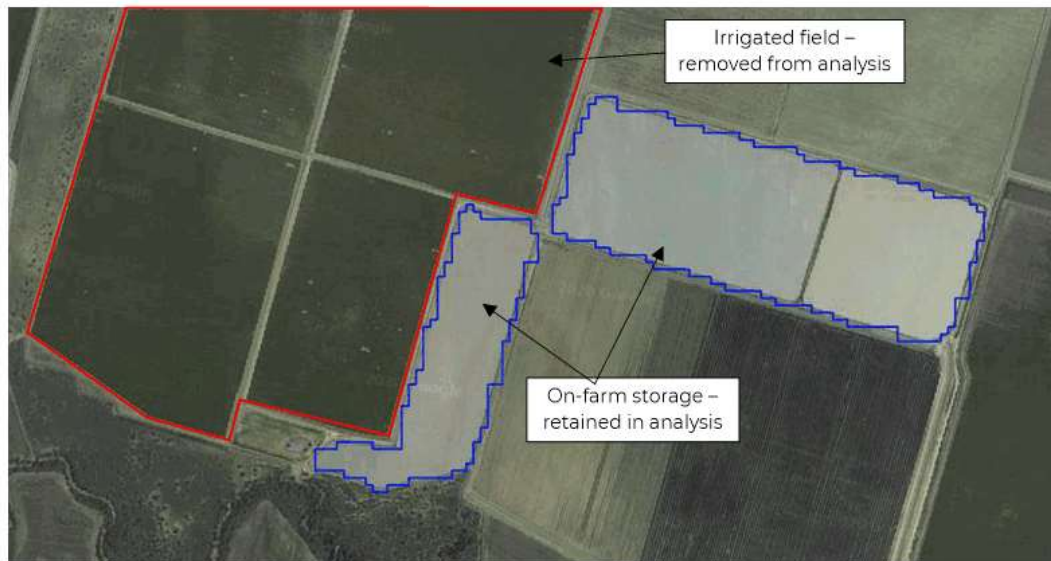 Irrigated field –
removed from analysis
On-farm storage –
retained in analysis